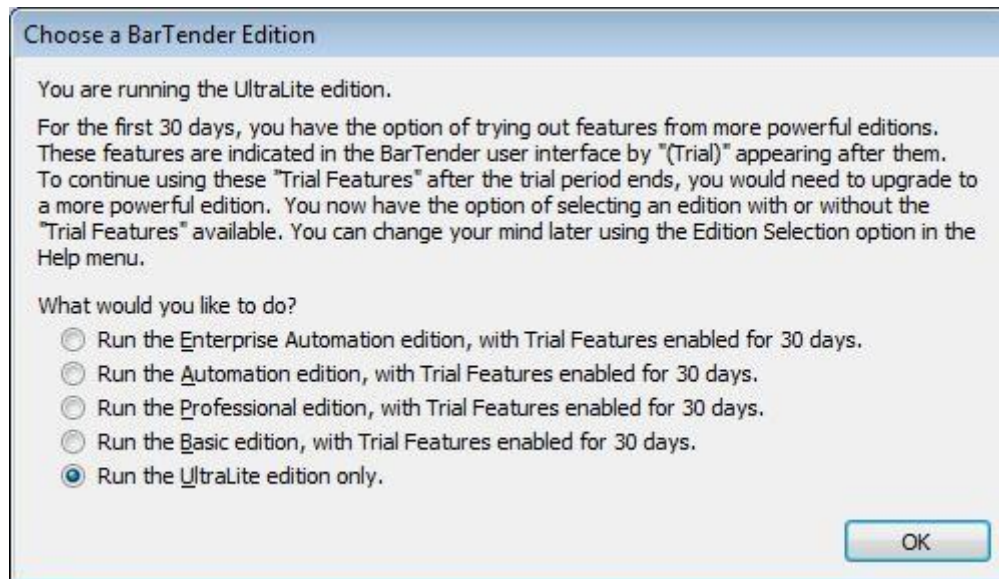 Choose a BarTender Edition
You are running the UltraLite edition.
For the first 30 days, you have the option of trying out features from more powerful editions.
These features are indicated in the BarTender user interface by "(Trial)" appearing after them.
To continue using these "Trial Features" after the trial period ends, you would need to upgrade to
a more powerful edition.  You now have the option of selecting an edition with or without the
"Trial Features" available. You can change your mind later using the Edition Selection option in the
Help menu.
What would you like to do?
Run the Enterprise Automation edition, with Trial Features enabled for 30 days.
Run the Automation edition, with Trial Features enabled for 30 days.
Run the Professional edition, with Trial Features enabled for 30 days.
Run the Basic edition, with Trial Features enabled for 30 days.
Run the UltraLite edition only.
OK